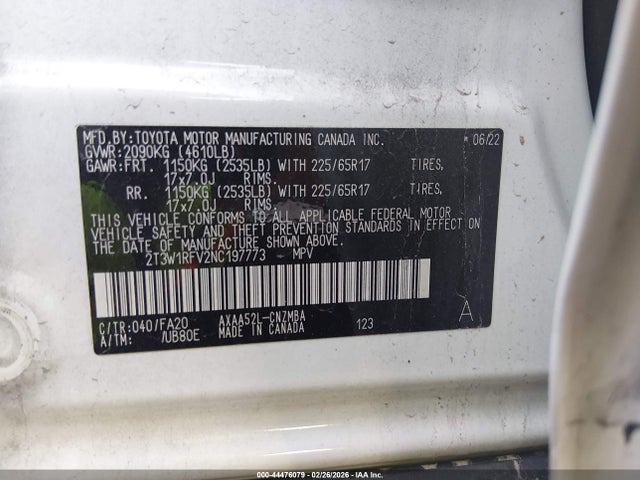 MFD.BY:TOYOTA MOTOR MANUFACTURING CANADA INC. * 06/22
GVWR:2090KG (4610LB)
GAWR:FRT. 1150KG (2535LB) WITH 225/65R17 TIRES,
17x7.0J RIMS.
RR. 1150KG (2535LB) WITH 225/65R17 TIRES,
17x7.0J RIMS.
THIS VEHICLE CONFORMS TO ALL APPLICABLE FEDERAL MOTOR
VEHICLE SAFETY AND THEFT PREVENTION STANDARDS IN EFFECT ON
THE DATE OF MANUFACTURE SHOWN ABOVE.
2T3W1RFV2NC197773 MPV
C/TR:040/FA20 AXAA52L-CNZMBA 123 A
A/TM: /UB80E MADE IN CANADA
000-44476079 - 02/26/2026 - IAA Inc.